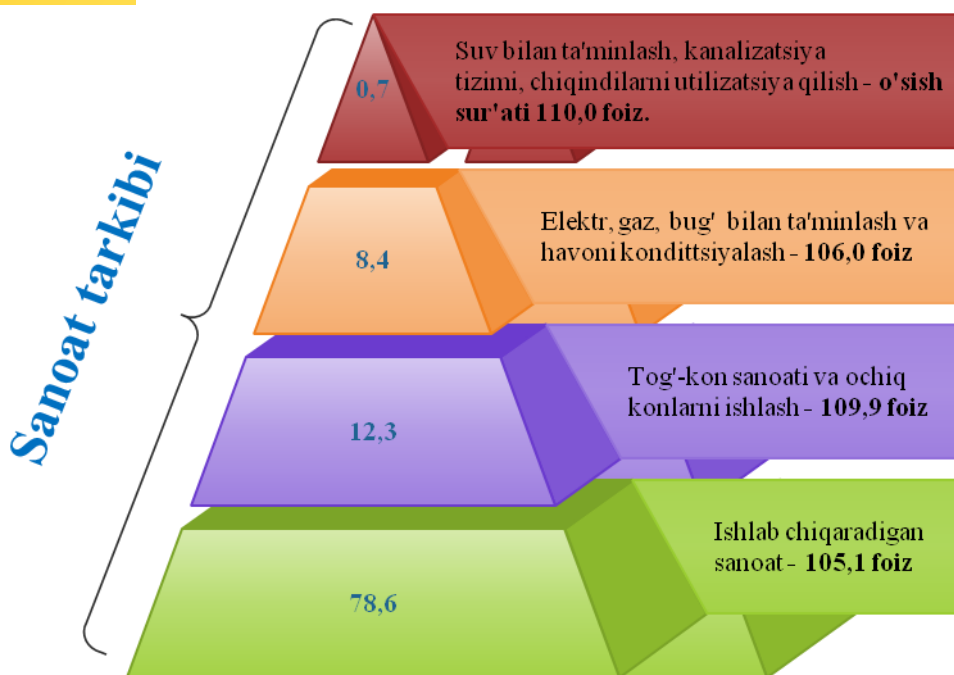 Sanoat tarkibi
0,7
Suv bilan ta'minlash, kanalizatsiya
tizimi, chiqindilarni utilizatsiya qilish - o'sish
sur'ati 110,0 foiz.
8,4
Elektr, gaz, bug' bilan ta'minlash va
havoni kondittsiyalash - 106,0 foiz
12,3
Tog'-kon sanoati va ochiq
konlarni ishlash - 109,9 foiz
78,6
Ishlab chiqaradigan
sanoat - 105,1 foiz